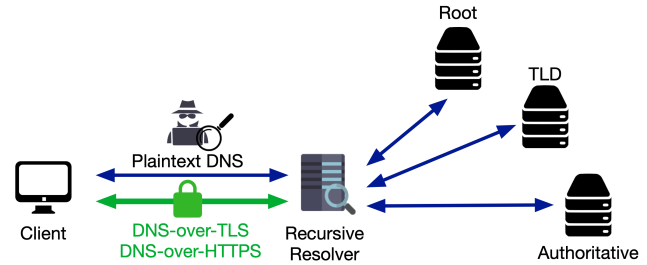 Root
TLD
Plaintext DNS
Client
DNS-over-TLS
DNS-over-HTTPS
Recursive
Resolver
Authoritative